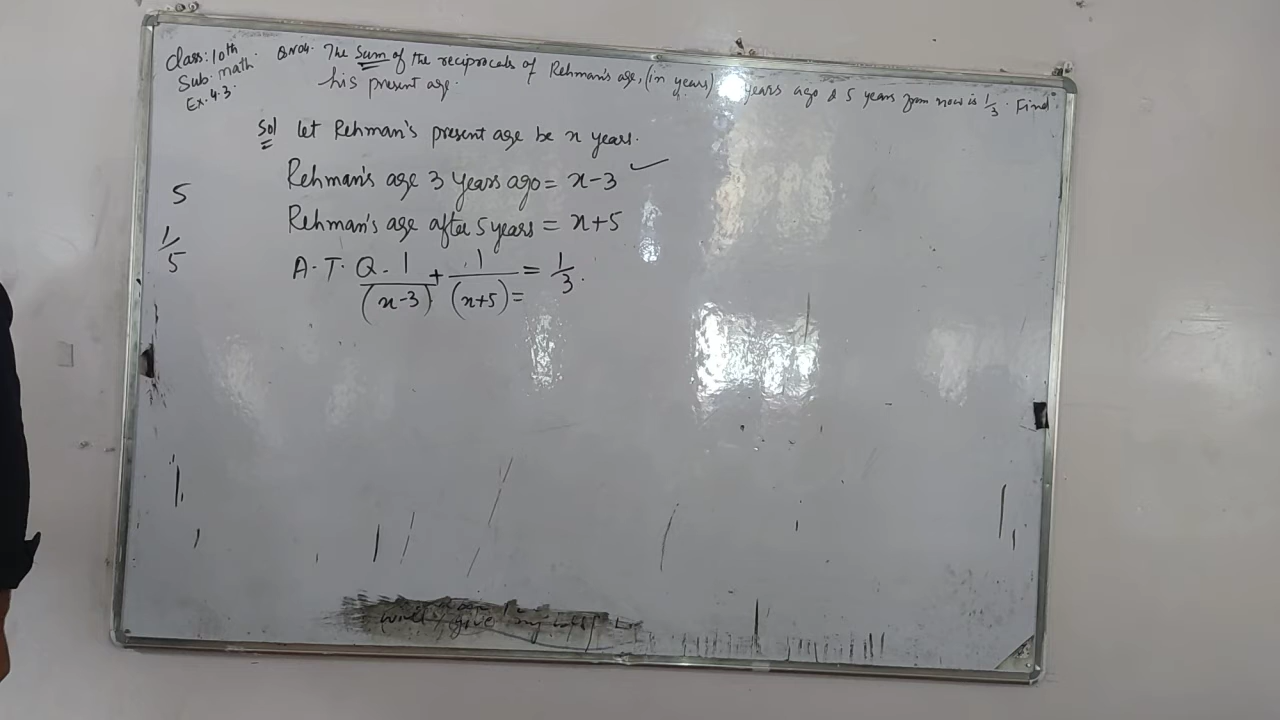 Class: 10th
Sub: math
Ex. 4.3
Q No4. The Sum of the reciprocals of Rehman's age, (in years) years ago & 5 years from now is 1/3. Find
his present age.
Sol let Rehman's present age be x years.
Rehman's age 3 years ago = x-3
Rehman's age after 5 years = x+5
A.T.Q. 1/(x-3) + 1/(x+5) = = 1/3.
5
1/5
give